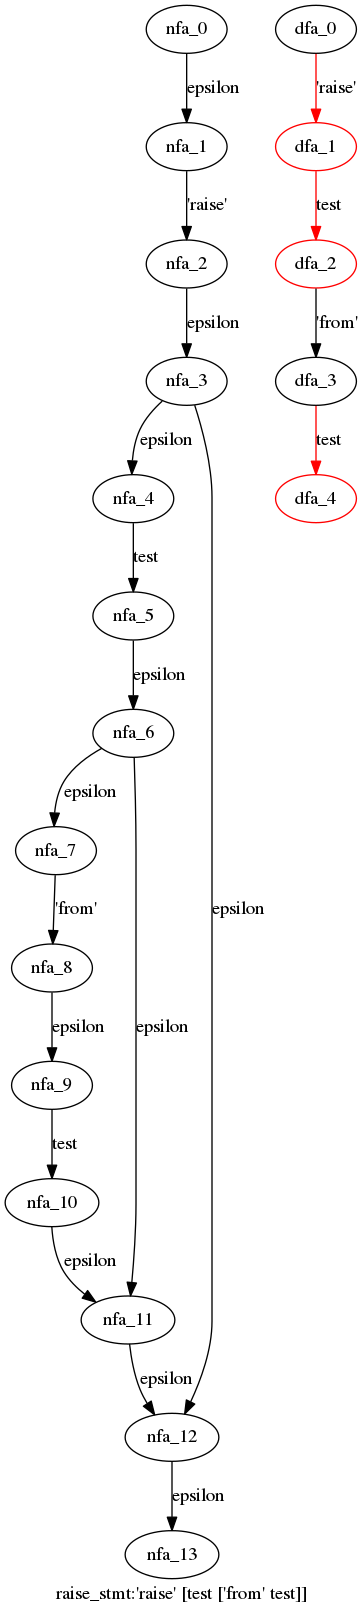 nfa_0 dfa_0
epsilon 'raise'
nfa_1 dfa_1
'raise' test
nfa_2 dfa_2
epsilon 'from'
nfa_3 dfa_3
epsilon test
nfa_4 dfa_4
test
nfa_5
epsilon
nfa_6
epsilon
nfa_7
'from' epsilon
nfa_8
epsilon epsilon
nfa_9
test
nfa_10
epsilon
nfa_11
epsilon
nfa_12
epsilon
nfa_13
raise_stmt:'raise' [test ['from' test]]